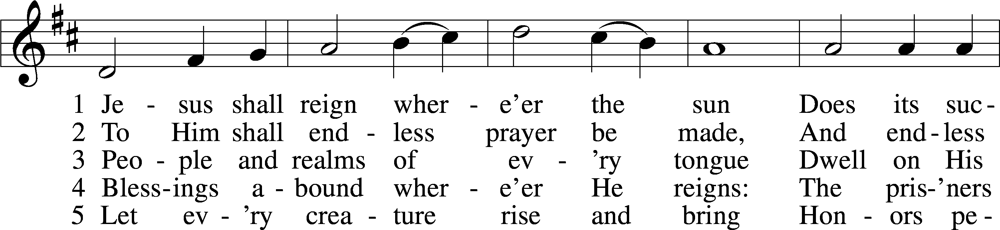 1 Je - sus shall reign wher - e’er the sun Does its suc -
2 To Him shall end - less prayer be made, And end - less
3 Peo - ple and realms of ev - ’ry tongue Dwell on His
4 Bless - ings a - bound wher - e’er He reigns: The pris - ’ners
5 Let ev - ’ry crea - ture rise and bring Hon - ors pe -